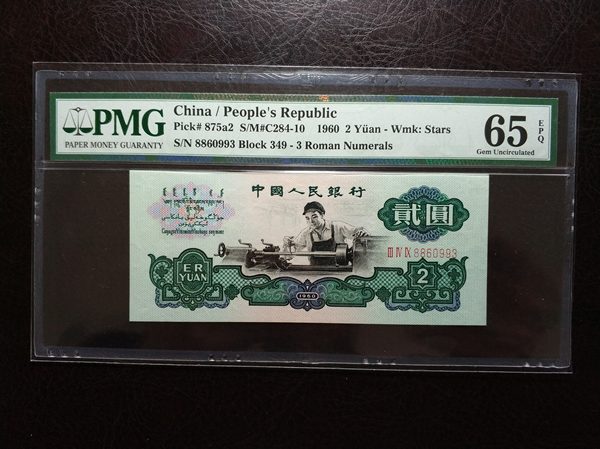 PMG
PAPER MONEY GUARANTY
China / People's Republic
Pick# 875a2 S/M#C284-10 1960 2 Yüan - Wmk: Stars
S/N 8860993 Block 349 - 3 Roman Numerals
65 EPQ
Gem Uncirculated
中國人民銀行
貳圓
III IV IX 8860993
ER
YUAN
1960
2